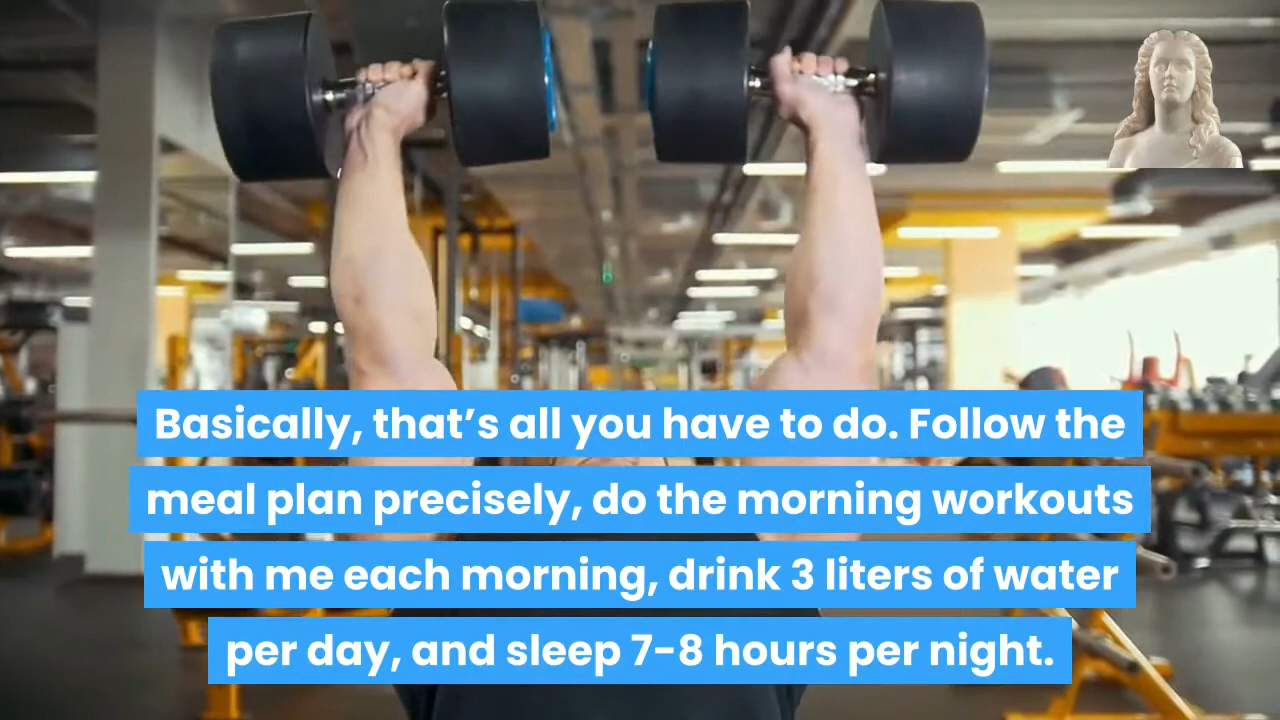 Basically, that’s all you have to do. Follow the
meal plan precisely, do the morning workouts
with me each morning, drink 3 liters of water
per day, and sleep 7-8 hours per night.